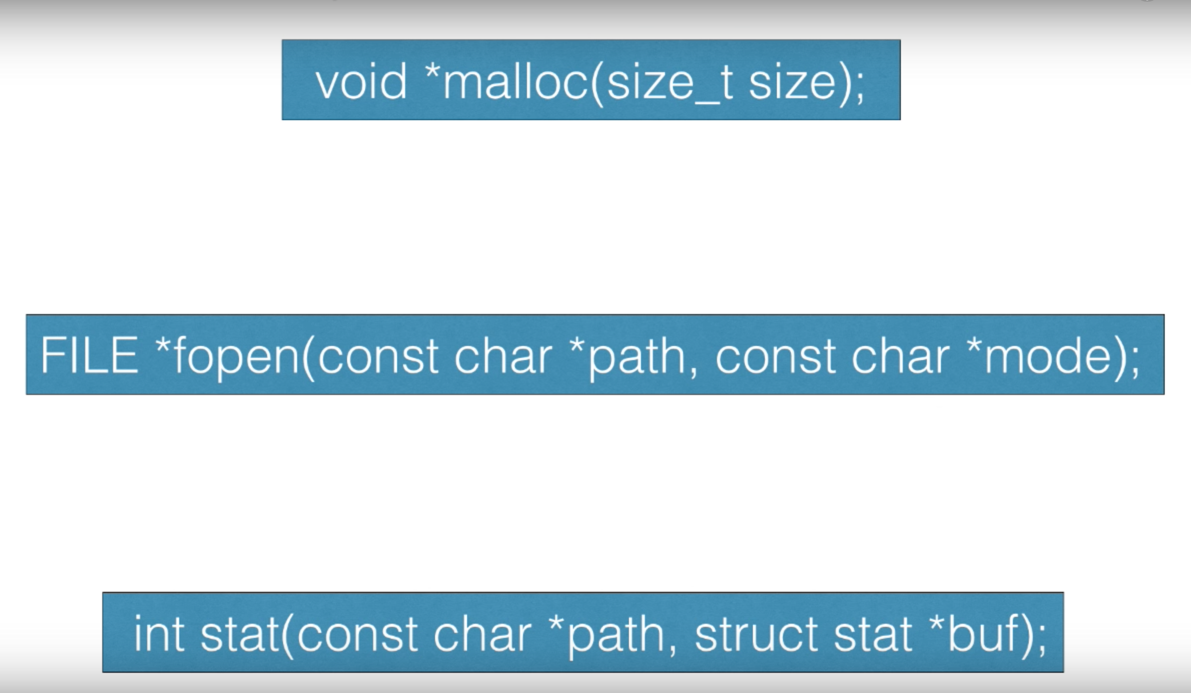 void *malloc(size_t size);
FILE *fopen(const char *path, const char *mode);
int stat(const char *path, struct stat *buf);